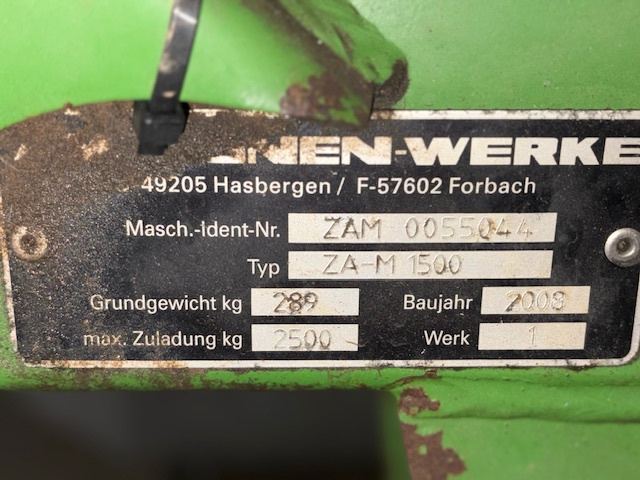 NEN-WERKE
49205 Hasbergen / F-57602 Forbach
Masch.-Ident-Nr. ZAM 0055044
Typ ZA-M 1500
Grundgewicht kg 289 Baujahr 2008
max. Zuladung kg 2500 Werk 1